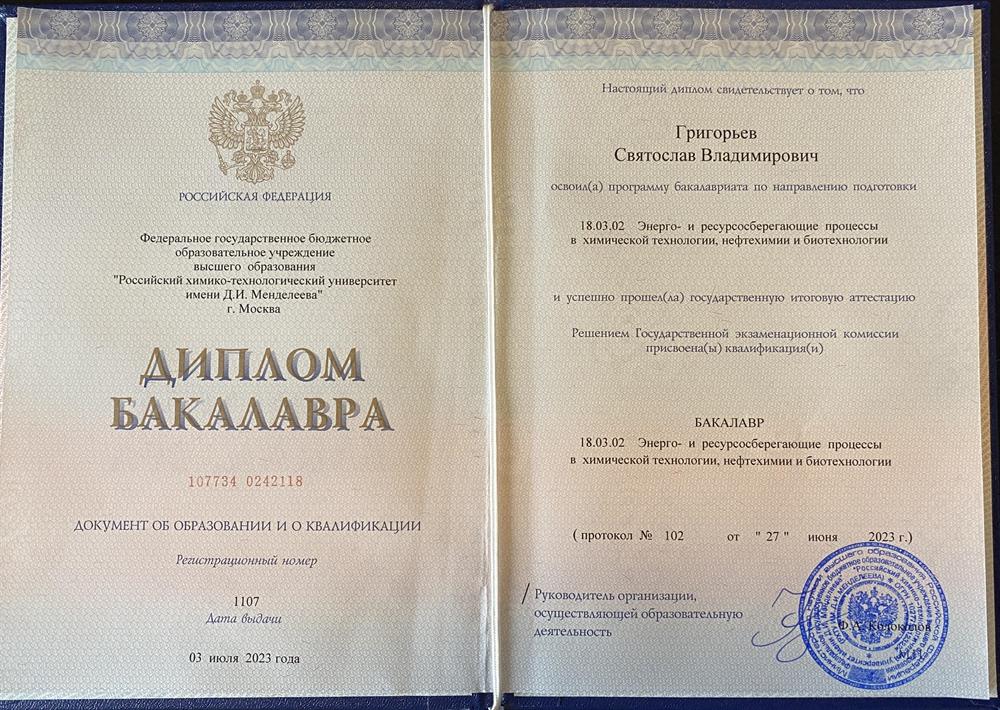 РОССИЙСКАЯ ФЕДЕРАЦИЯ
Федеральное государственное бюджетное
образовательное учреждение
высшего образования
"Российский химико-технологический университет
имени Д.И. Менделеева"
г. Москва
ДИПЛОМ
БАКАЛАВРА
107734 0242118
ДОКУМЕНТ ОБ ОБРАЗОВАНИИ И О КВАЛИФИКАЦИИ
Регистрационный номер
1107
Дата выдачи
03 июля 2023 года
Настоящий диплом свидетельствует о том, что
Григорьев
Святослав Владимирович
освоил(а) программу бакалавриата по направлению подготовки
18.03.02 Энерго- и ресурсосберегающие процессы
в химической технологии, нефтехимии и биотехнологии
и успешно прошел(ла) государственную итоговую аттестацию
Решением Государственной экзаменационной комиссии
присвоена(ы) квалификация(и)
БАКАЛАВР
18.03.02 Энерго- и ресурсосберегающие процессы
в химической технологии, нефтехимии и биотехнологии
(протокол № 102 от "27" июня 2023 г.)
/ Руководитель организации,
осуществляющей образовательную
деятельность
Ф.А. Колоколов
М.П.